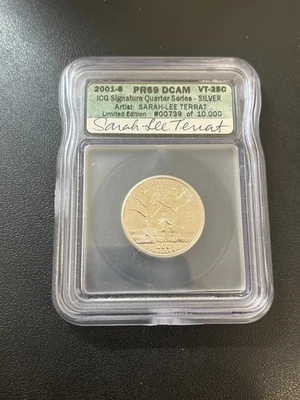 2001-S PR69 DCAM VT-25C
ICG Signature Quarter Series - SILVER
Artist: SARAH-LEE TERRAT
Limited Edition #00739 of 10,000
Sarah-Lee Terrat
2001